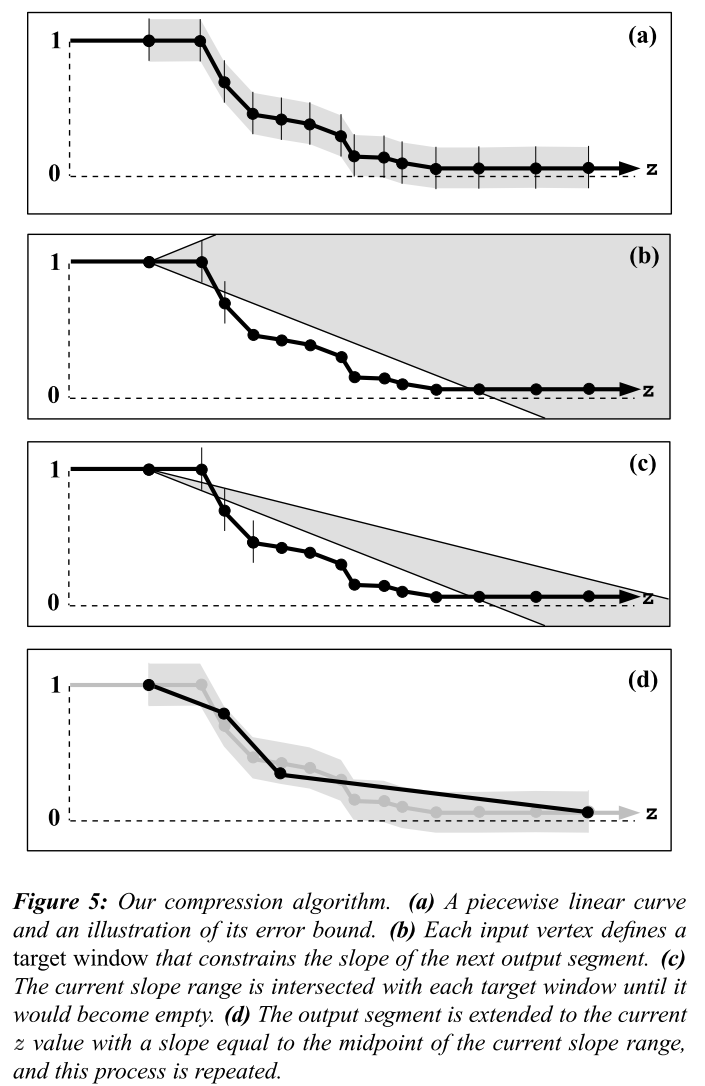 (a)
1
0
z
(b)
1
0
z
(c)
1
0
z
(d)
1
0
z
Figure 5: Our compression algorithm. (a) A piecewise linear curve
and an illustration of its error bound. (b) Each input vertex defines a
target window that constrains the slope of the next output segment. (c)
The current slope range is intersected with each target window until it
would become empty. (d) The output segment is extended to the current
z value with a slope equal to the midpoint of the current slope range,
and this process is repeated.